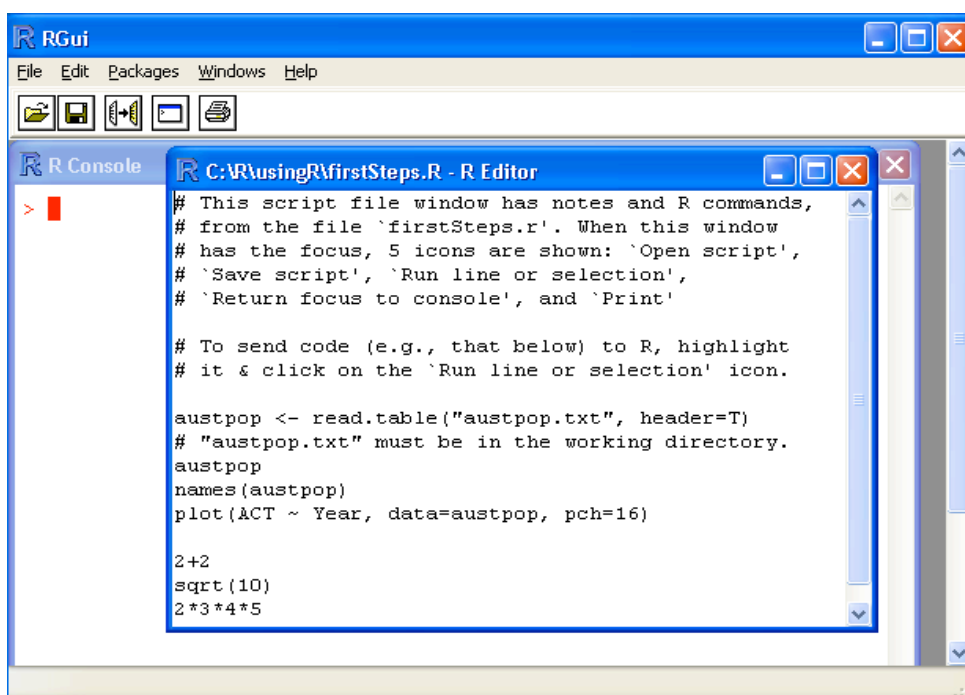 RGui
File Edit Packages Windows Help
R Console
C:\R\usingR\firstSteps.R - R Editor
>
# This script file window has notes and R commands,
# from the file `firstSteps.r'. When this window
# has the focus, 5 icons are shown: `Open script',
# `Save script', `Run line or selection',
# `Return focus to console', and `Print'
# To send code (e.g., that below) to R, highlight
# it & click on the `Run line or selection' icon.
austpop <- read.table("austpop.txt", header=T)
# "austpop.txt" must be in the working directory.
austpop
names(austpop)
plot(ACT ~ Year, data=austpop, pch=16)
2+2
sqrt(10)
2*3*4*5